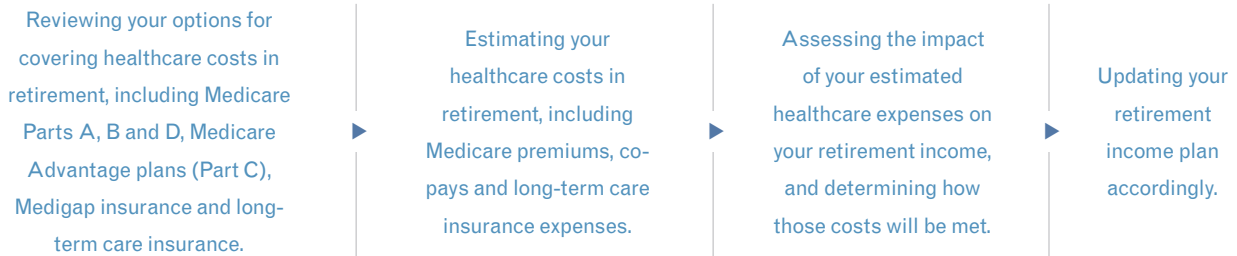 Reviewing your options for
covering healthcare costs in
retirement, including Medicare
Parts A, B and D, Medicare
Advantage plans (Part C),
Medigap insurance and long-
term care insurance.
Estimating your
healthcare costs in
retirement, including
Medicare premiums, co-
pays and long-term care
insurance expenses.
Assessing the impact
of your estimated
healthcare expenses on
your retirement income,
and determining how
those costs will be met.
Updating your
retirement
income plan
accordingly.